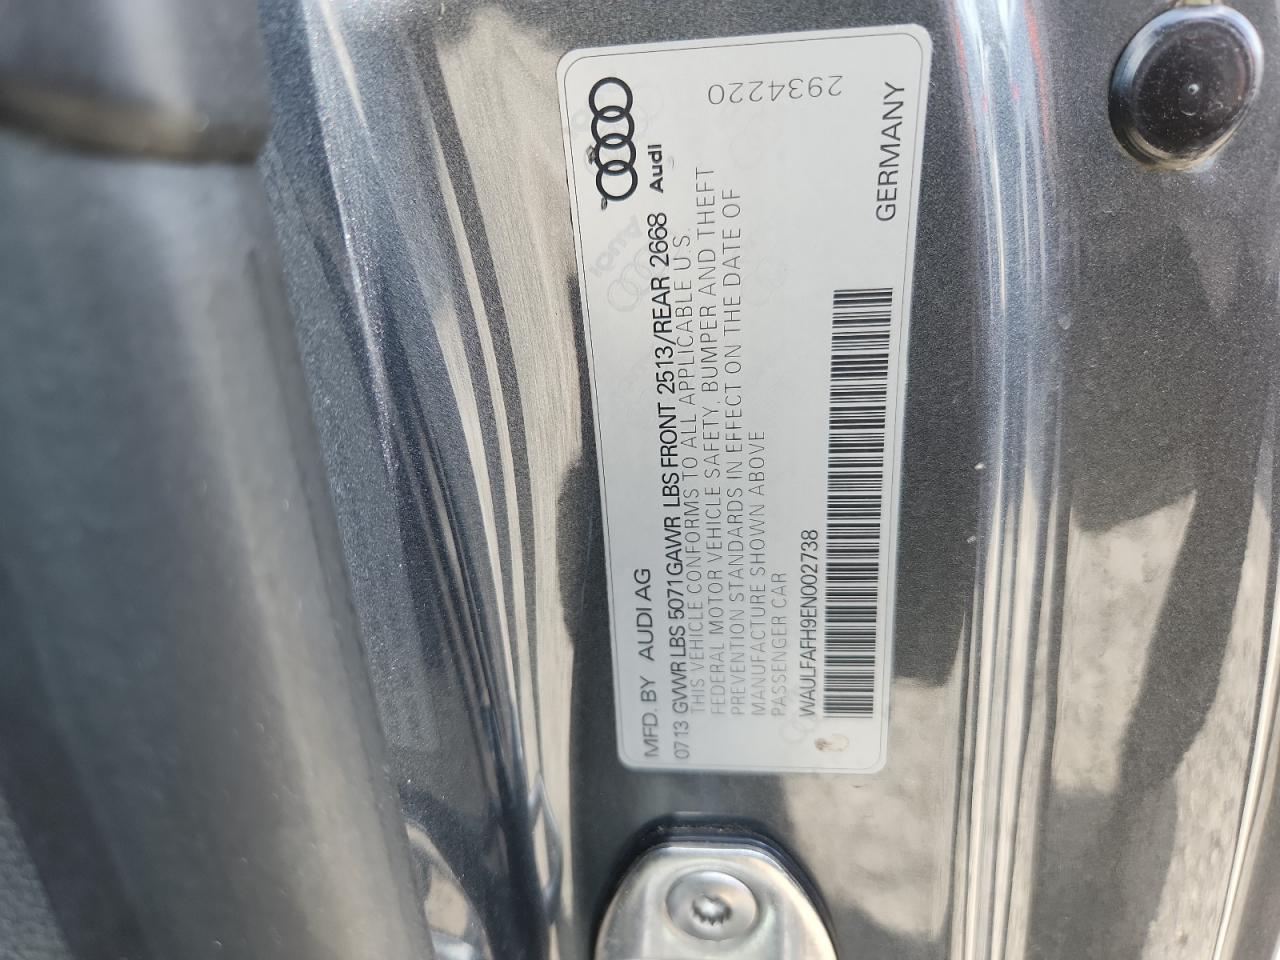 MFD. BY AUDI AG
Audi
07 13 GVWR LBS 5071 GAWR LBS FRONT 2513/REAR 2668
THIS VEHICLE CONFORMS TO ALL APPLICABLE U.S.
FEDERAL MOTOR VEHICLE SAFETY, BUMPER AND THEFT
PREVENTION STANDARDS IN EFFECT ON THE DATE OF
MANUFACTURE SHOWN ABOVE
PASSENGER CAR
2934220
WAULFAFH9EN002738
GERMANY